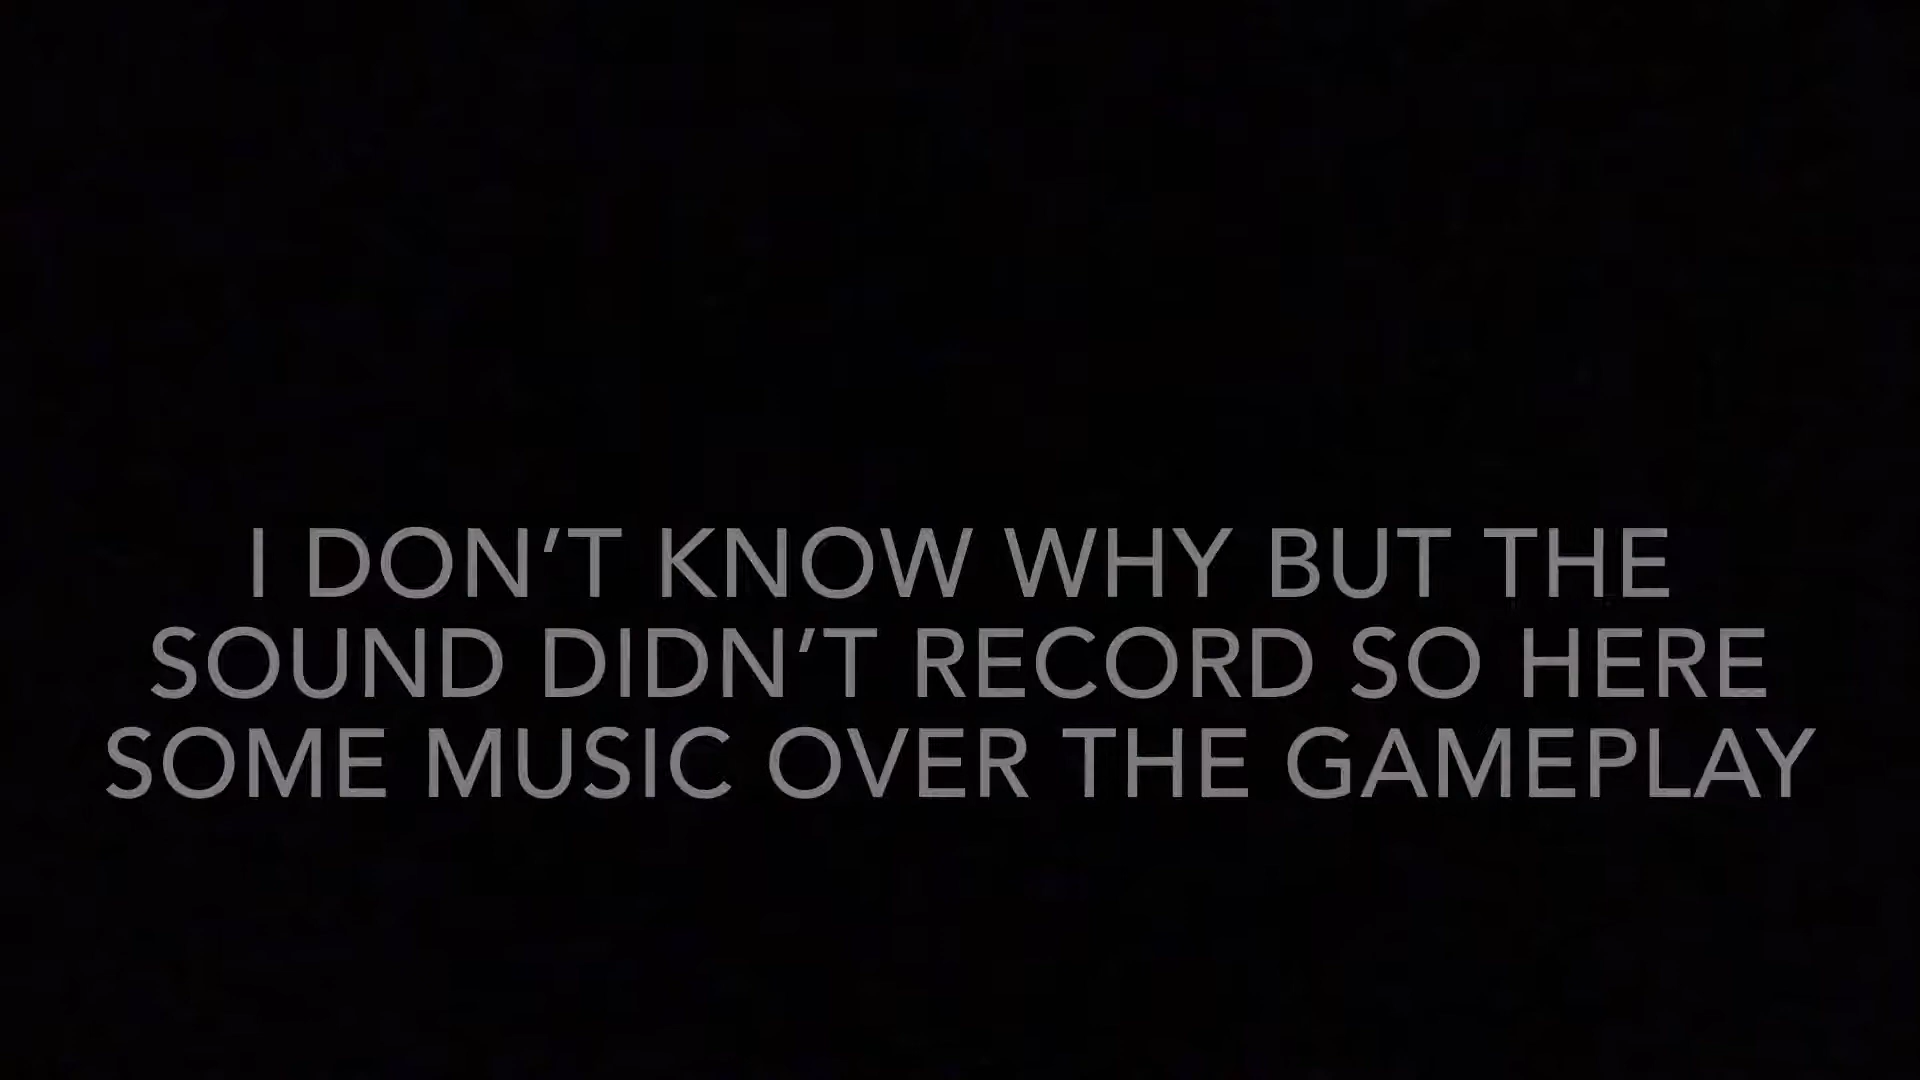 I DON’T KNOW WHY BUT THE
SOUND DIDN’T RECORD SO HERE
SOME MUSIC OVER THE GAMEPLAY